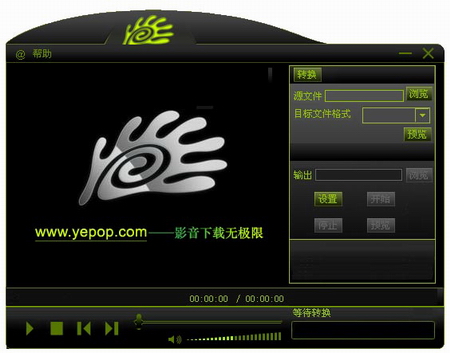 @ 帮助
转换
源文件 浏览
目标文件格式
预览
输出 浏览
设置 开始
停止 预览
www.yepop.com——影音下载无极限
00:00:00 / 00:00:00
等待转换